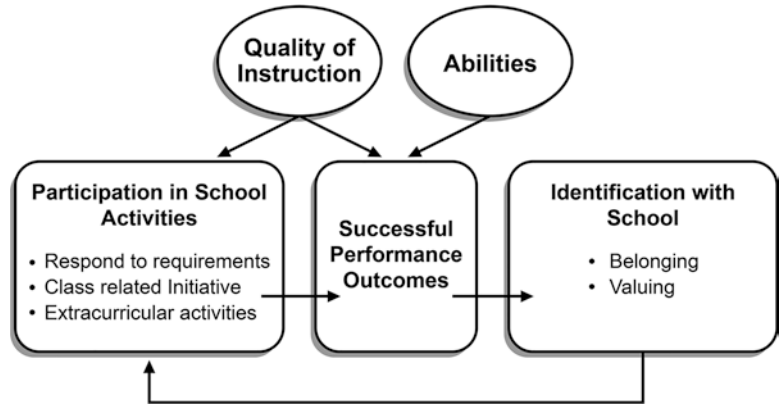 Quality of
Instruction
Abilities
Participation in School
Activities
• Respond to requirements
• Class related Initiative
• Extracurricular activities
Successful
Performance
Outcomes
Identification with
School
• Belonging
• Valuing